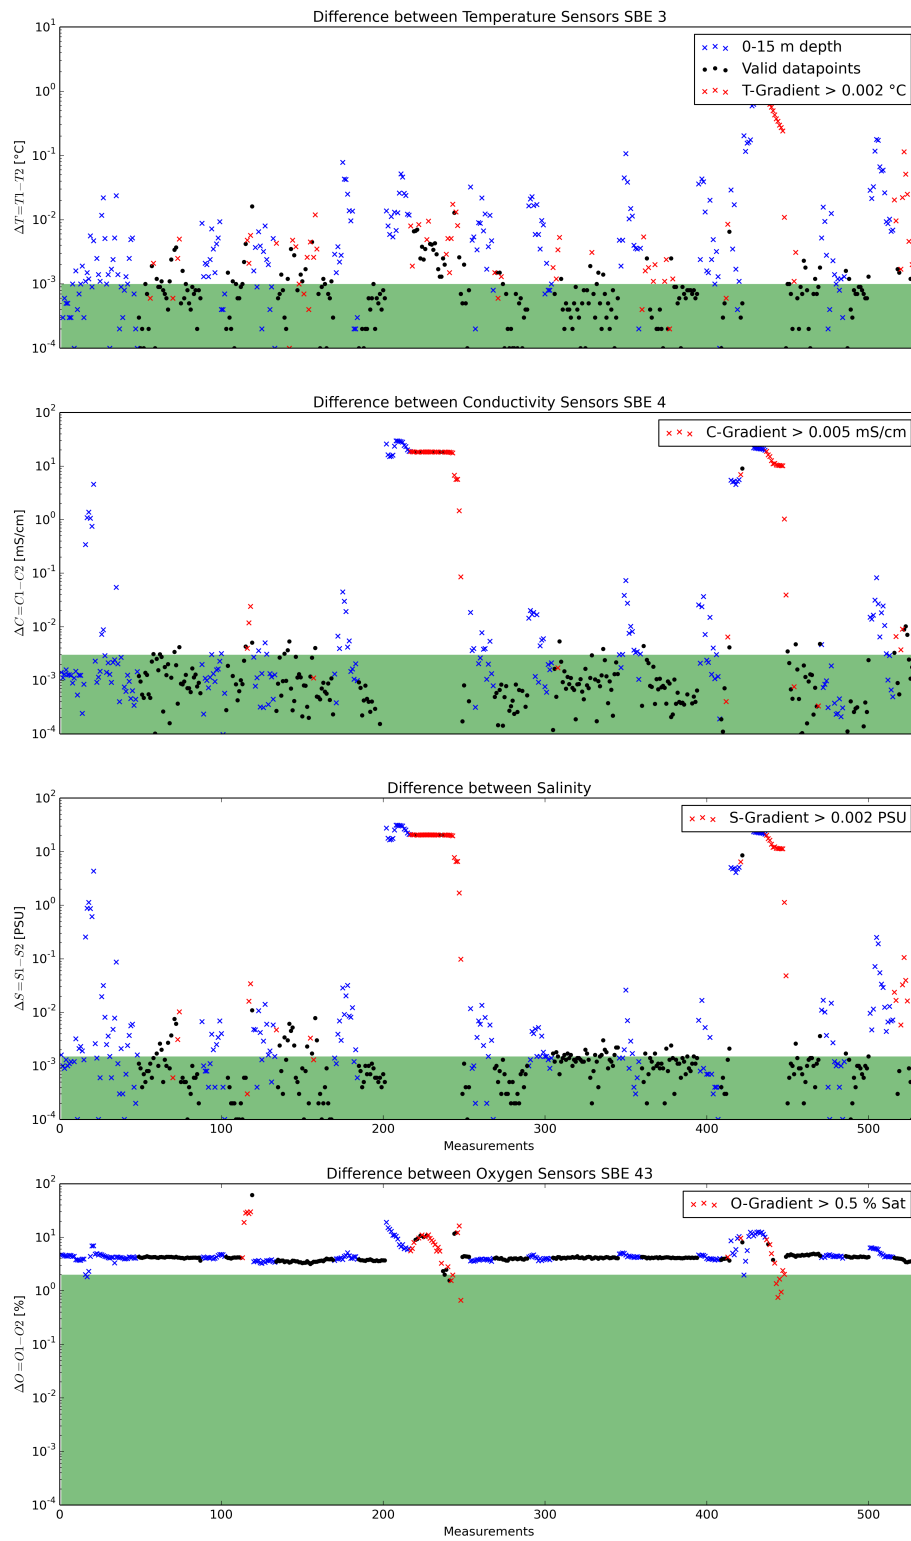 Difference between Temperature Sensors SBE 3
10^1
10^0
10^-1
10^-2
10^-3
10^-4
ΔT=T1−T2 [°C]
0-15 m depth
Valid datapoints
T-Gradient > 0.002 °C
Difference between Conductivity Sensors SBE 4
10^2
10^1
10^0
10^-1
10^-2
10^-3
10^-4
ΔC=C1−C2 [mS/cm]
C-Gradient > 0.005 mS/cm
Difference between Salinity
10^2
10^1
10^0
10^-1
10^-2
10^-3
10^-4
ΔS=S1−S2 [PSU]
S-Gradient > 0.002 PSU
0 100 200 300 400 500
Measurements
Difference between Oxygen Sensors SBE 43
10^2
10^1
10^0
10^-1
10^-2
10^-3
10^-4
ΔO=O1−O2 [%]
O-Gradient > 0.5 % Sat
0 100 200 300 400 500
Measurements